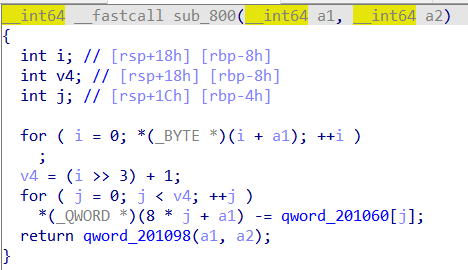 __int64 __fastcall sub_800(__int64 a1, __int64 a2)
{
  int i; // [rsp+18h] [rbp-8h]
  int v4; // [rsp+18h] [rbp-8h]
  int j; // [rsp+1Ch] [rbp-4h]

  for ( i = 0; *(_BYTE *)(i + a1); ++i )
    ;
  v4 = (i >> 3) + 1;
  for ( j = 0; j < v4; ++j )
    *(_QWORD *)(8 * j + a1) -= qword_201060[j];
  return qword_201098(a1, a2);
}